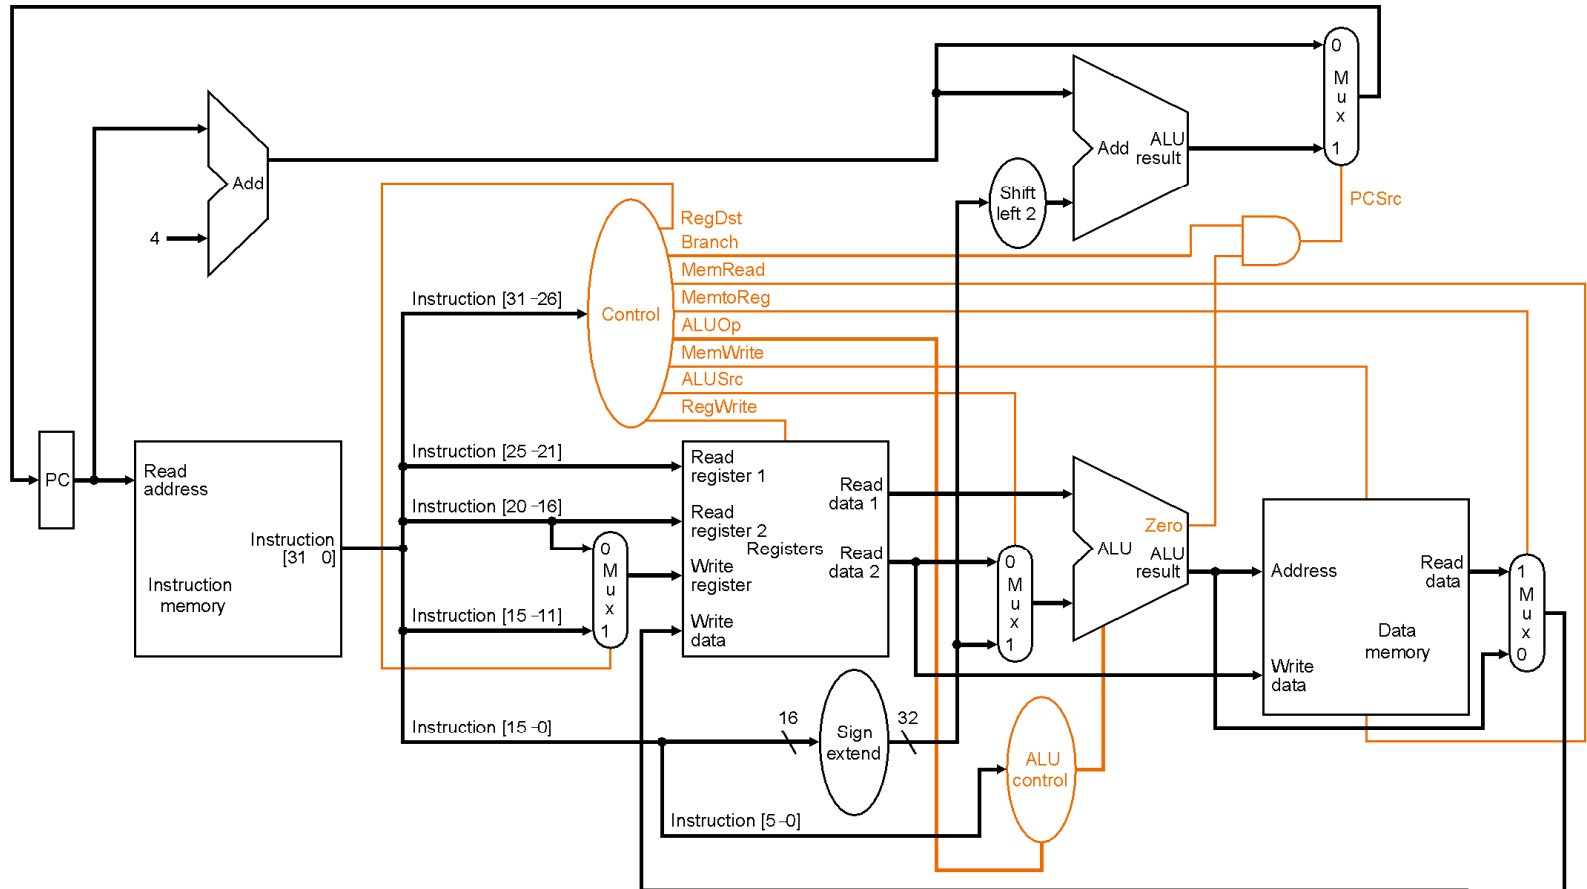 0
M
u
x
1
Add
ALU
result
Shift
left 2
Add
4
PCSrc
RegDst
Branch
MemRead
MemtoReg
ALUOp
MemWrite
ALUSrc
RegWrite
Control
Instruction [31–26]
Instruction [25–21]
Instruction [20–16]
Instruction [15–11]
Instruction [15–0]
Instruction [5–0]
PC
Read
address
Instruction
[31 0]
Instruction
memory
0
M
u
x
1
Read
register 1
Read
register 2
Write
register
Write
data
Registers
Read
data 1
Read
data 2
0
M
u
x
1
Zero
ALU
ALU
result
Address
Write
data
Read
data
Data
memory
1
M
u
x
0
16
Sign
extend
32
ALU
control